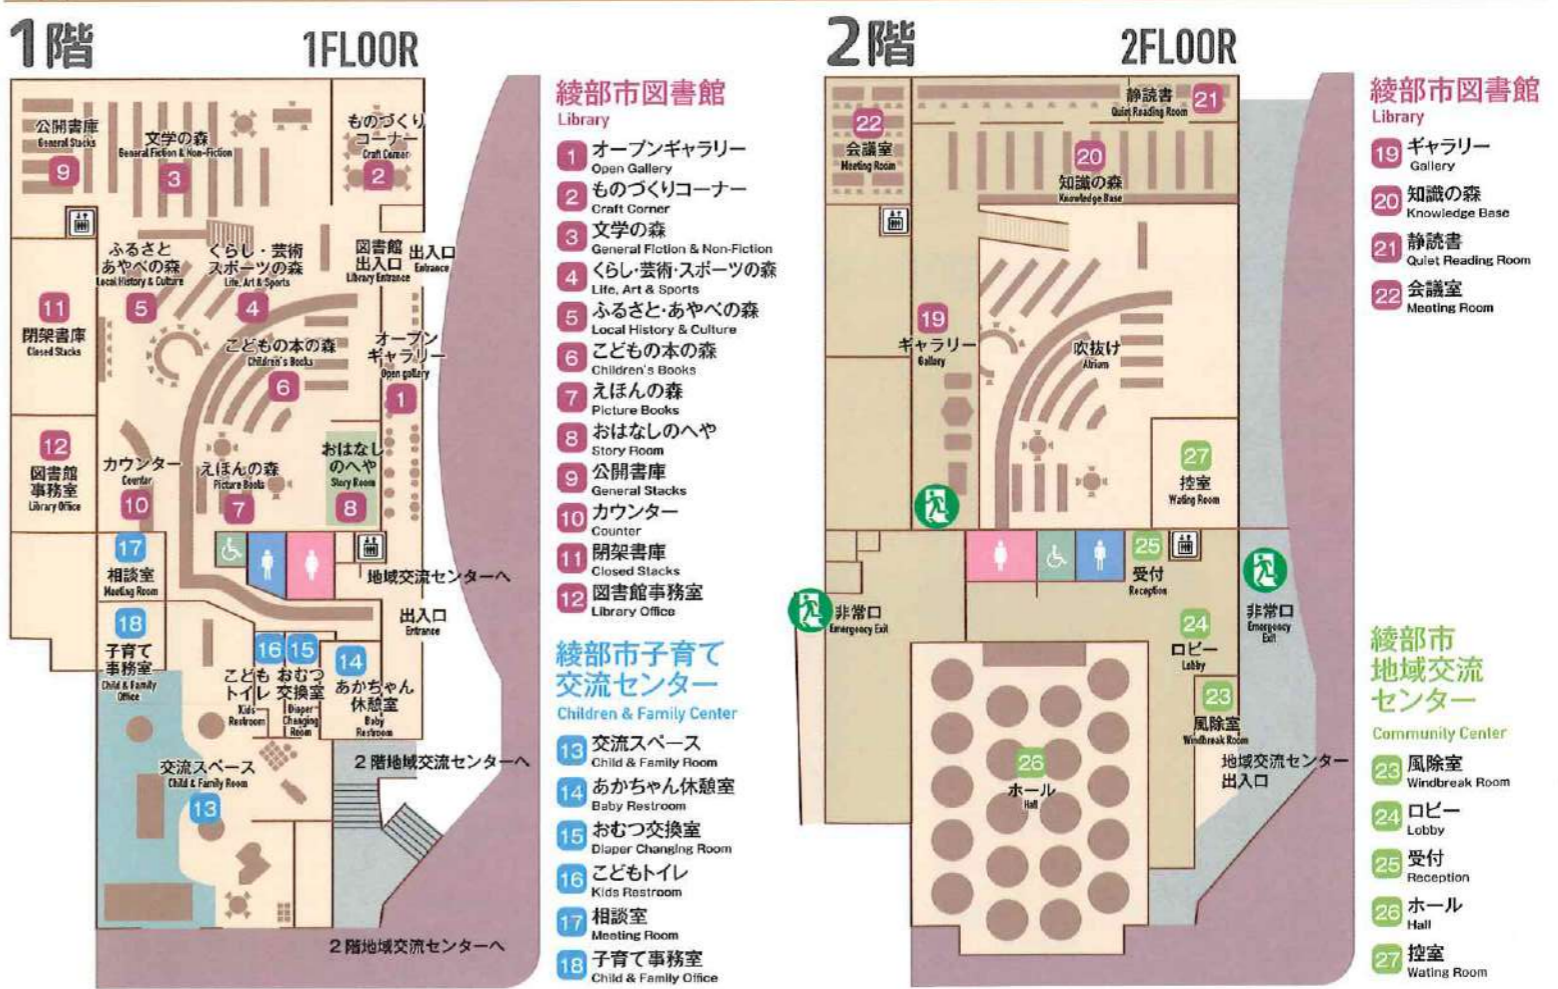 1階
1FLOOR
公開書庫
General Stacks
9
文学の森
General Fiction & Non-Fiction
3
ものづくり
コーナー
Craft Corner
2
ふるさと
あやべの森
Local History & Culture
5
くらし・芸術
スポーツの森
Life, Art & Sports
4
図書館
出入口
Library Entrance
出入口
Entrance
11
閉架書庫
Closed Stacks
こどもの本の森
Children's Books
6
オープン
ギャラリー
Open gallery
1
12
図書館
事務室
Library Office
カウンター
Counter
10
えほんの森
Picture Books
7
おはなし
のへや
Story Room
8
17
相談室
Meeting Room
地域交流センターへ
18
子育て
事務室
Child & Family
Office
出入口
Entrance
16
こども
トイレ
Kids
Restroom
15
おむつ
交換室
Diaper
Changing
Room
14
あかちゃん
休憩室
Baby
Restroom
交流スペース
Child & Family Room
13
2階地域交流センターへ
2階地域交流センターへ
綾部市図書館
Library
1 オープンギャラリー
Open Gallery
2 ものづくりコーナー
Craft Corner
3 文学の森
General Fiction & Non-Fiction
4 くらし・芸術・スポーツの森
Life, Art & Sports
5 ふるさと・あやべの森
Local History & Culture
6 こどもの本の森
Children's Books
7 えほんの森
Picture Books
8 おはなしのへや
Story Room
9 公開書庫
General Stacks
10 カウンター
Counter
11 閉架書庫
Closed Stacks
12 図書館事務室
Library Office
綾部市子育て
交流センター
Children & Family Center
13 交流スペース
Child & Family Room
14 あかちゃん休憩室
Baby Restroom
15 おむつ交換室
Diaper Changing Room
16 こどもトイレ
Kids Restroom
17 相談室
Meeting Room
18 子育て事務室
Child & Family Office
2階
2FLOOR
22
会議室
Meeting Room
静読書
Quiet Reading Room
21
20
知識の森
Knowledge Base
19
ギャラリー
Gallery
吹抜け
Atrium
27
控室
Wating Room
25
受付
Reception
非常口
Emergency Exit
非常口
Emergency
Exit
24
ロビー
Lobby
23
風除室
Windbreak Room
26
ホール
Hall
地域交流センター
出入口
綾部市図書館
Library
19 ギャラリー
Gallery
20 知識の森
Knowledge Base
21 静読書
Quiet Reading Room
22 会議室
Meeting Room
綾部市
地域交流
センター
Community Center
23 風除室
Windbreak Room
24 ロビー
Lobby
25 受付
Reception
26 ホール
Hall
27 控室
Wating Room